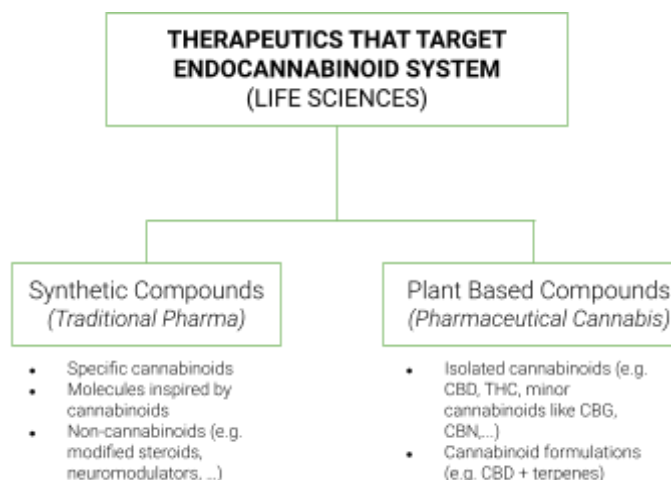 THERAPEUTICS THAT TARGET
ENDOCANNABINOID SYSTEM
(LIFE SCIENCES)
Synthetic Compounds
(Traditional Pharma)
• Specific cannabinoids
• Molecules inspired by
cannabinoids
• Non-cannabinoids (e.g.
modified steroids,
neuromodulators, ...)
Plant Based Compounds
(Pharmaceutical Cannabis)
• Isolated cannabinoids (e.g.
CBD, THC, minor
cannabinoids like CBG,
CBN,...)
• Cannabinoid formulations
(e.g. CBD + terpenes)